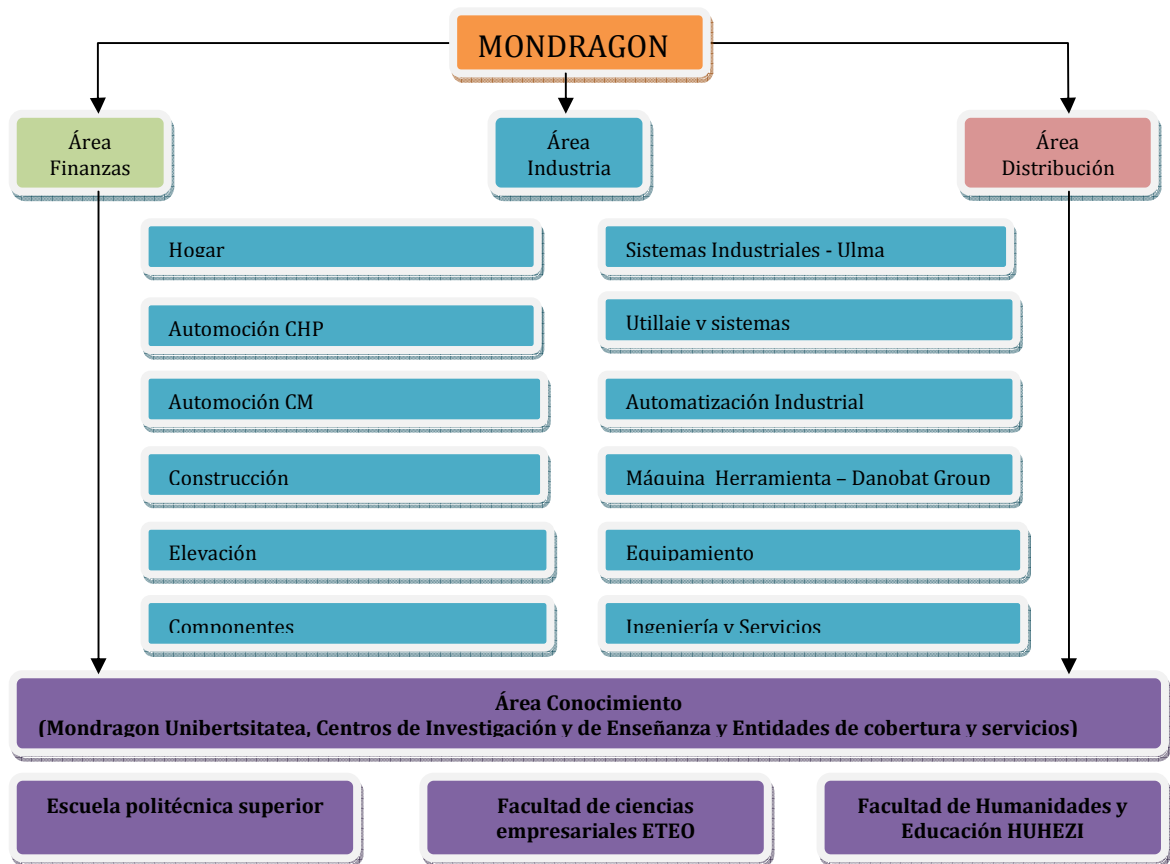 MONDRAGON
Área
Finanzas
Área
Industria
Área
Distribución
Hogar
Sistemas Industriales - Ulma
Automoción CHP
Utillaje y sistemas
Automoción CM
Automatización Industrial
Construcción
Máquina Herramienta – Danobat Group
Elevación
Equipamiento
Componentes
Ingeniería y Servicios
Área Conocimiento
(Mondragon Unibertsitatea, Centros de Investigación y de Enseñanza y Entidades de cobertura y servicios)
Escuela politécnica superior
Facultad de ciencias
empresariales ETEO
Facultad de Humanidades y
Educación HUHEZI